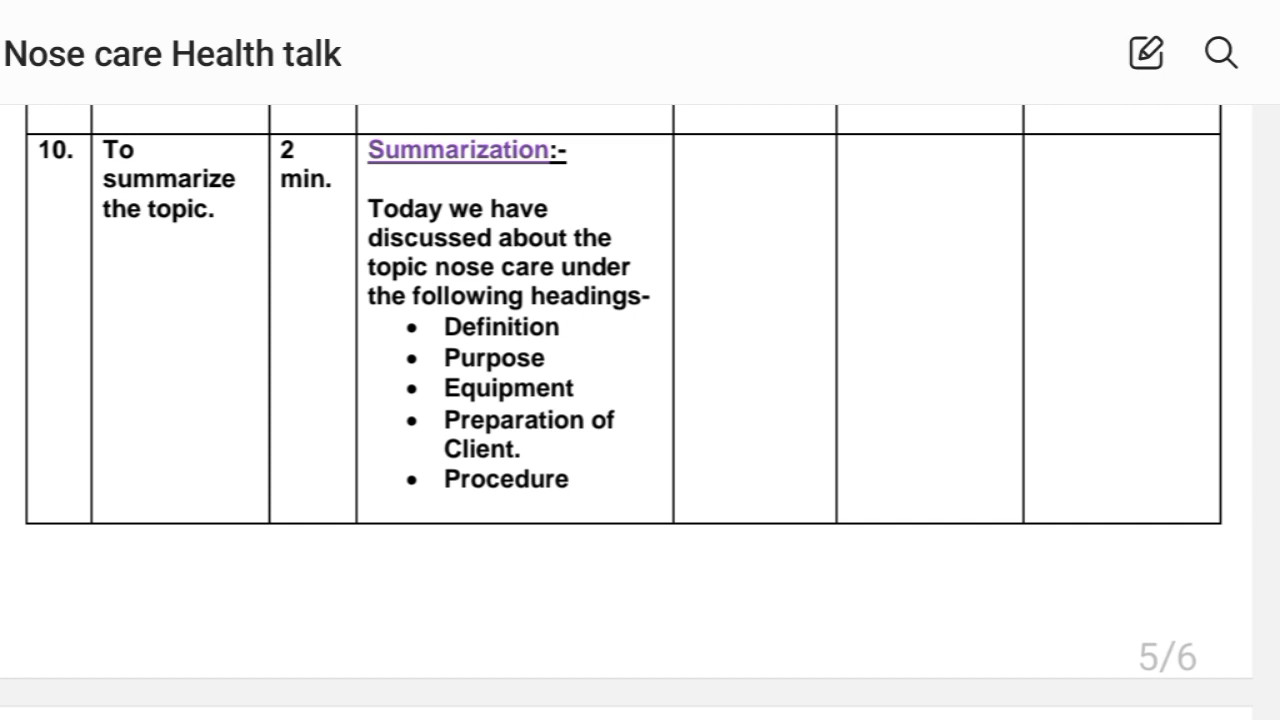 Nose care Health talk
10.
To
summarize
the topic.
2
min.
Summarization:-
Today we have
discussed about the
topic nose care under
the following headings-
• Definition
• Purpose
• Equipment
• Preparation of
Client.
• Procedure
5/6